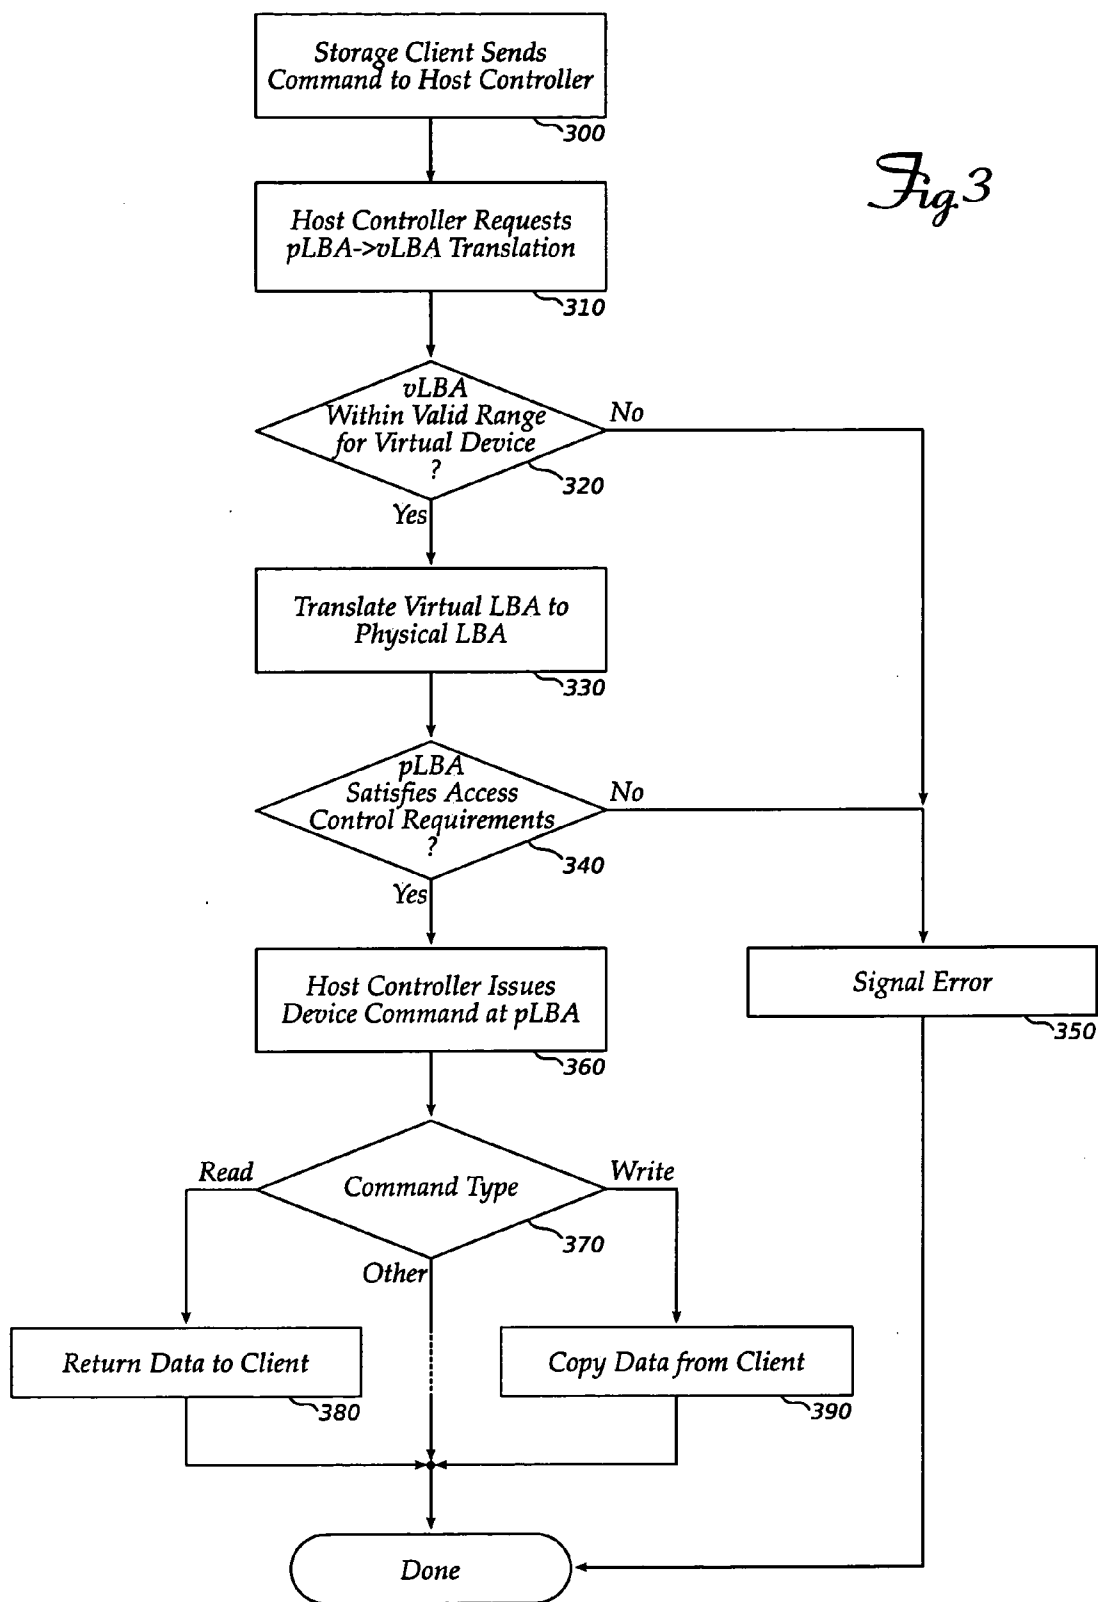 Storage Client Sends
Command to Host Controller
300
Fig.3
Host Controller Requests
pLBA->vLBA Translation
310
vLBA
Within Valid Range
for Virtual Device
?
No
320
Yes
Translate Virtual LBA to
Physical LBA
330
pLBA
Satisfies Access
Control Requirements
?
No
340
Yes
Host Controller Issues
Device Command at pLBA
360
Signal Error
350
Read
Command Type
Write
370
Other
Return Data to Client
380
Copy Data from Client
390
Done